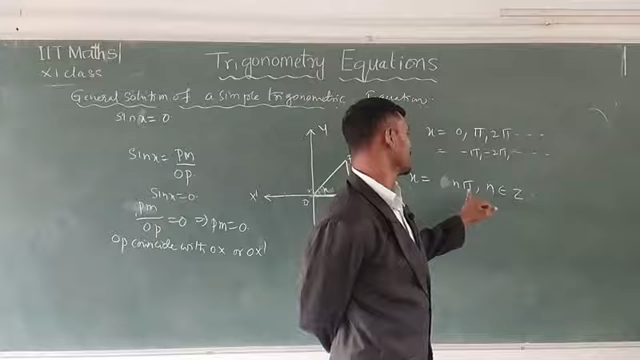 IIT Maths
XI class
Trigonometry Equations
General solution of a simple trigonometric Equation.
sin x = 0
sin x = PM/OP
sin x = 0
PM/OP = 0 ⇒ PM = 0
OP coincide with OX or OX'
Y
X'
O
x
x = 0, π, 2π - - - -
= -π, -2π, - - - -
x = nπ, n ∈ Z